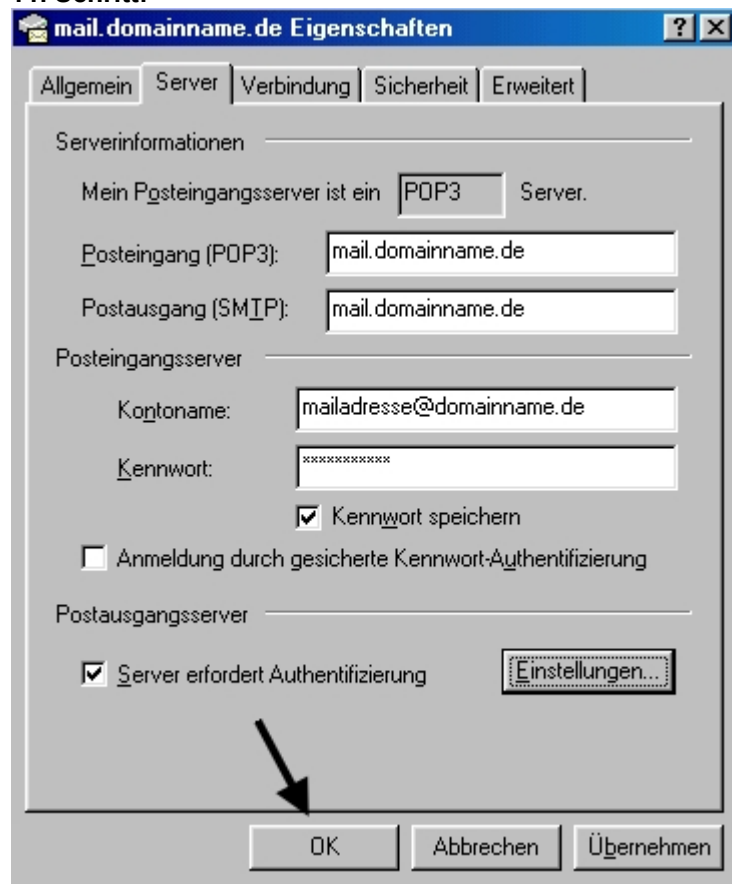 Schritt:
mail.domainname.de Eigenschaften
Allgemein Server Verbindung Sicherheit Erweitert
Serverinformationen
Mein Posteingangsserver ist ein POP3 Server.
Posteingang (POP3): mail.domainname.de
Postausgang (SMTP): mail.domainname.de
Posteingangsserver
Kontoname: mailadresse@domainname.de
Kennwort: ***********
Kennwort speichern
Anmeldung durch gesicherte Kennwort-Authentifizierung
Postausgangsserver
Server erfordert Authentifizierung Einstellungen...
OK Abbrechen Übernehmen